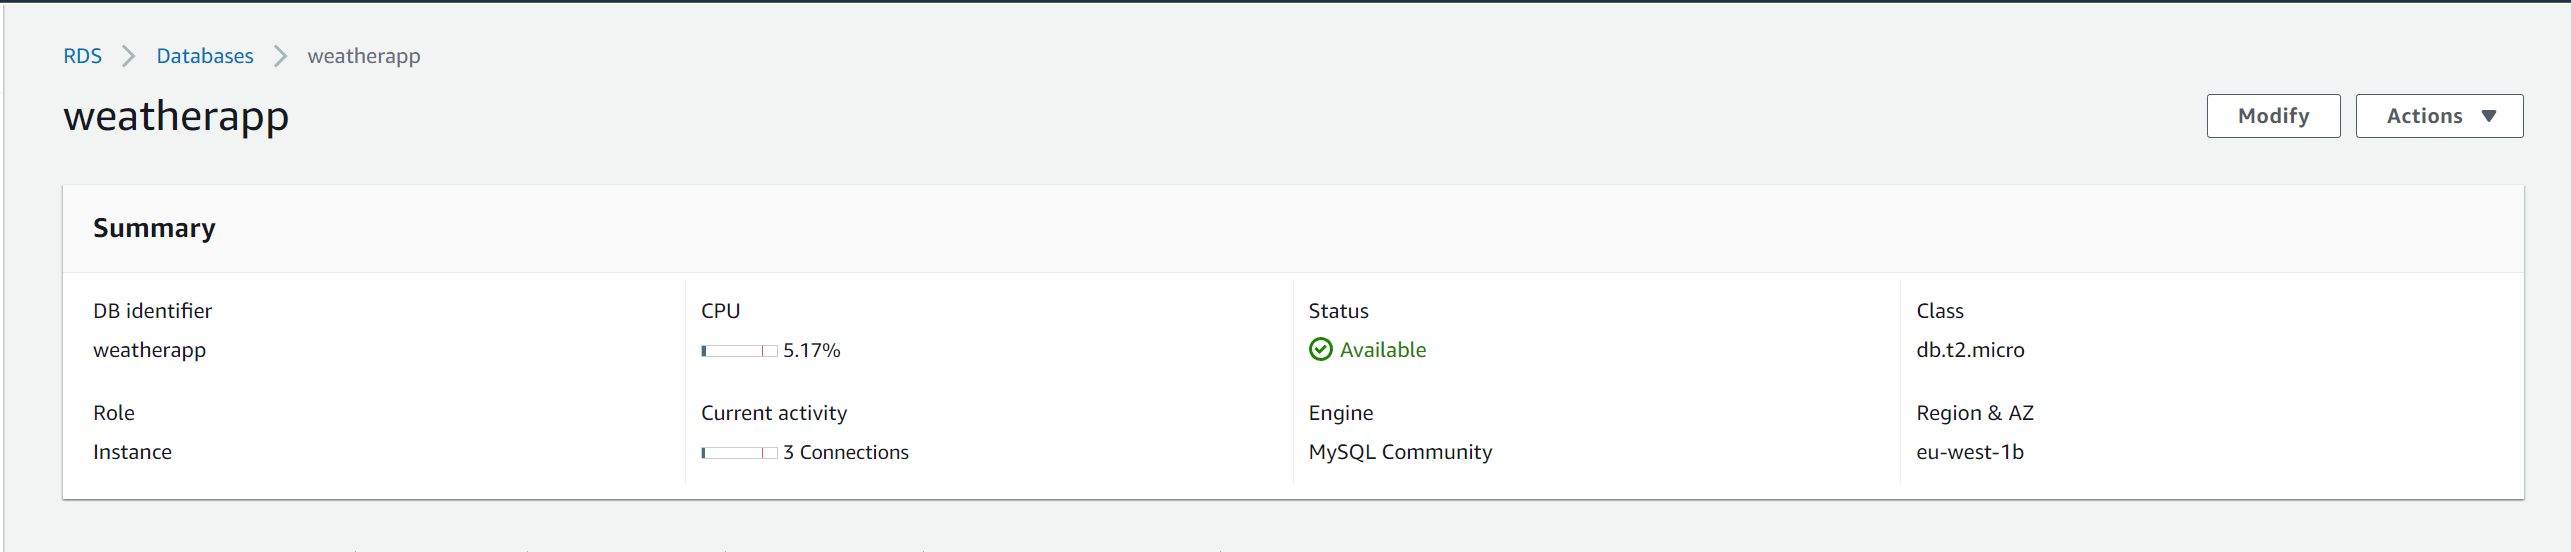 RDS > Databases > weatherapp
weatherapp
Modify
Actions
Summary
DB identifier
weatherapp
CPU
5.17%
Status
Available
Class
db.t2.micro
Role
Instance
Current activity
3 Connections
Engine
MySQL Community
Region & AZ
eu-west-1b